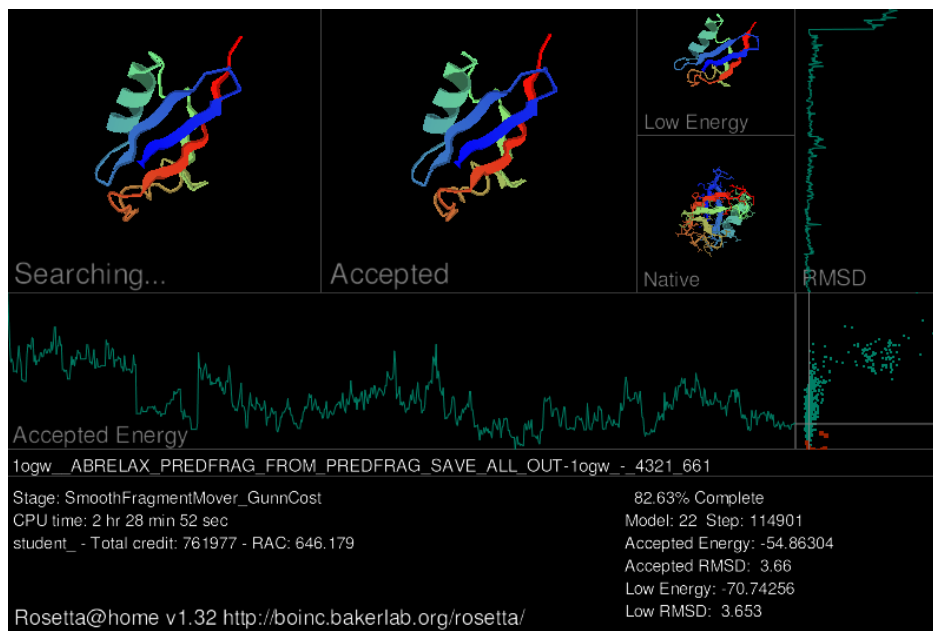 Searching...
Accepted
Low Energy
Native
RMSD
Accepted Energy
1ogw__ABRELAX_PREDFRAG_FROM_PREDFRAG_SAVE_ALL_OUT-1ogw_-_4321_661
Stage: SmoothFragmentMover_GunnCost
CPU time: 2 hr 28 min 52 sec
student_ - Total credit: 761977 - RAC: 646.179
82.63% Complete
Model: 22 Step: 114901
Accepted Energy: -54.86304
Accepted RMSD: 3.66
Low Energy: -70.74256
Low RMSD: 3.653
Rosetta@home v1.32 http://boinc.bakerlab.org/rosetta/